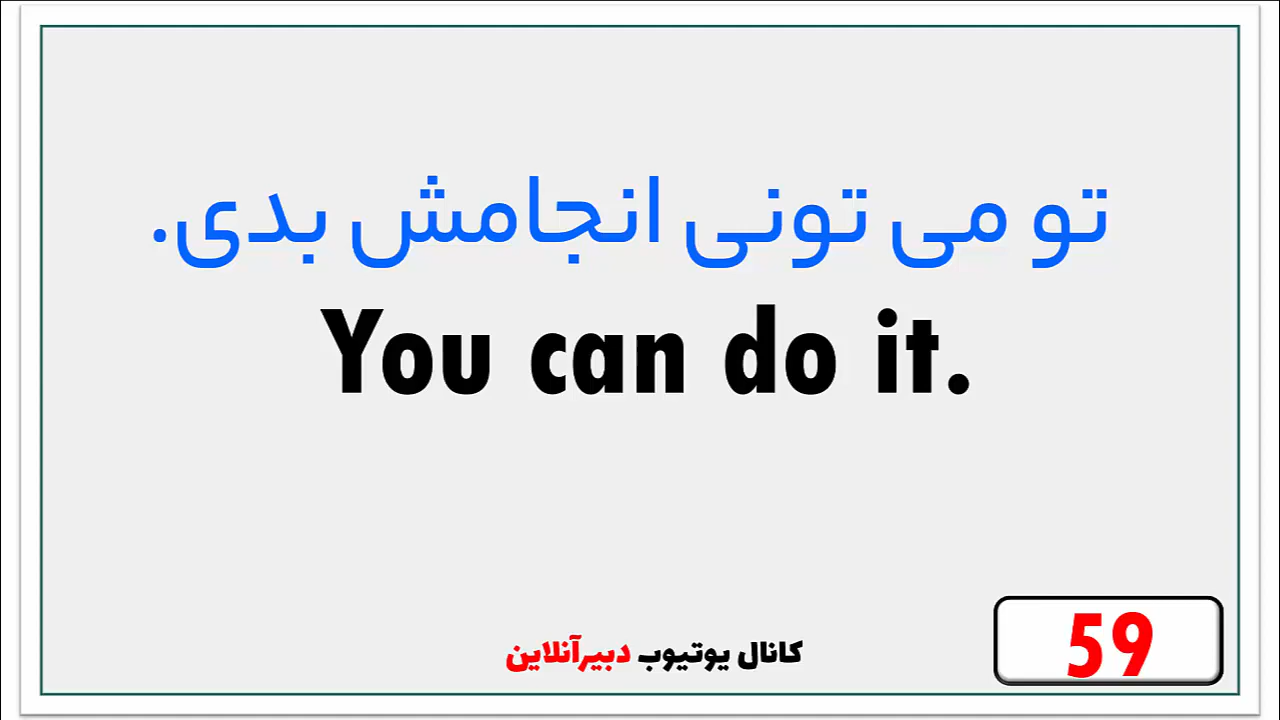 تو می تونی انجامش بدی.
You can do it.
کانال یوتیوب دبیرآنلاین
59